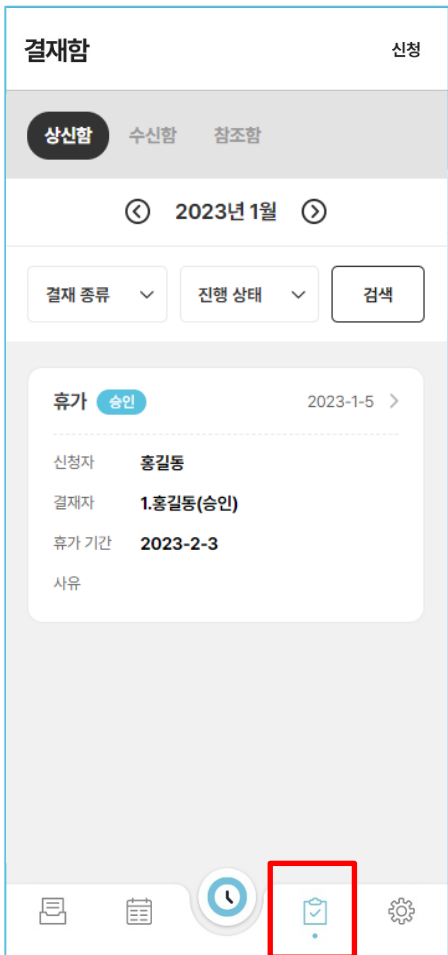 결재함 신청
상신함 수신함 참조함
2023년 1월
결재 종류 진행 상태 검색
휴가 승인 2023-1-5
신청자 홍길동
결재자 1.홍길동(승인)
휴가 기간 2023-2-3
사유